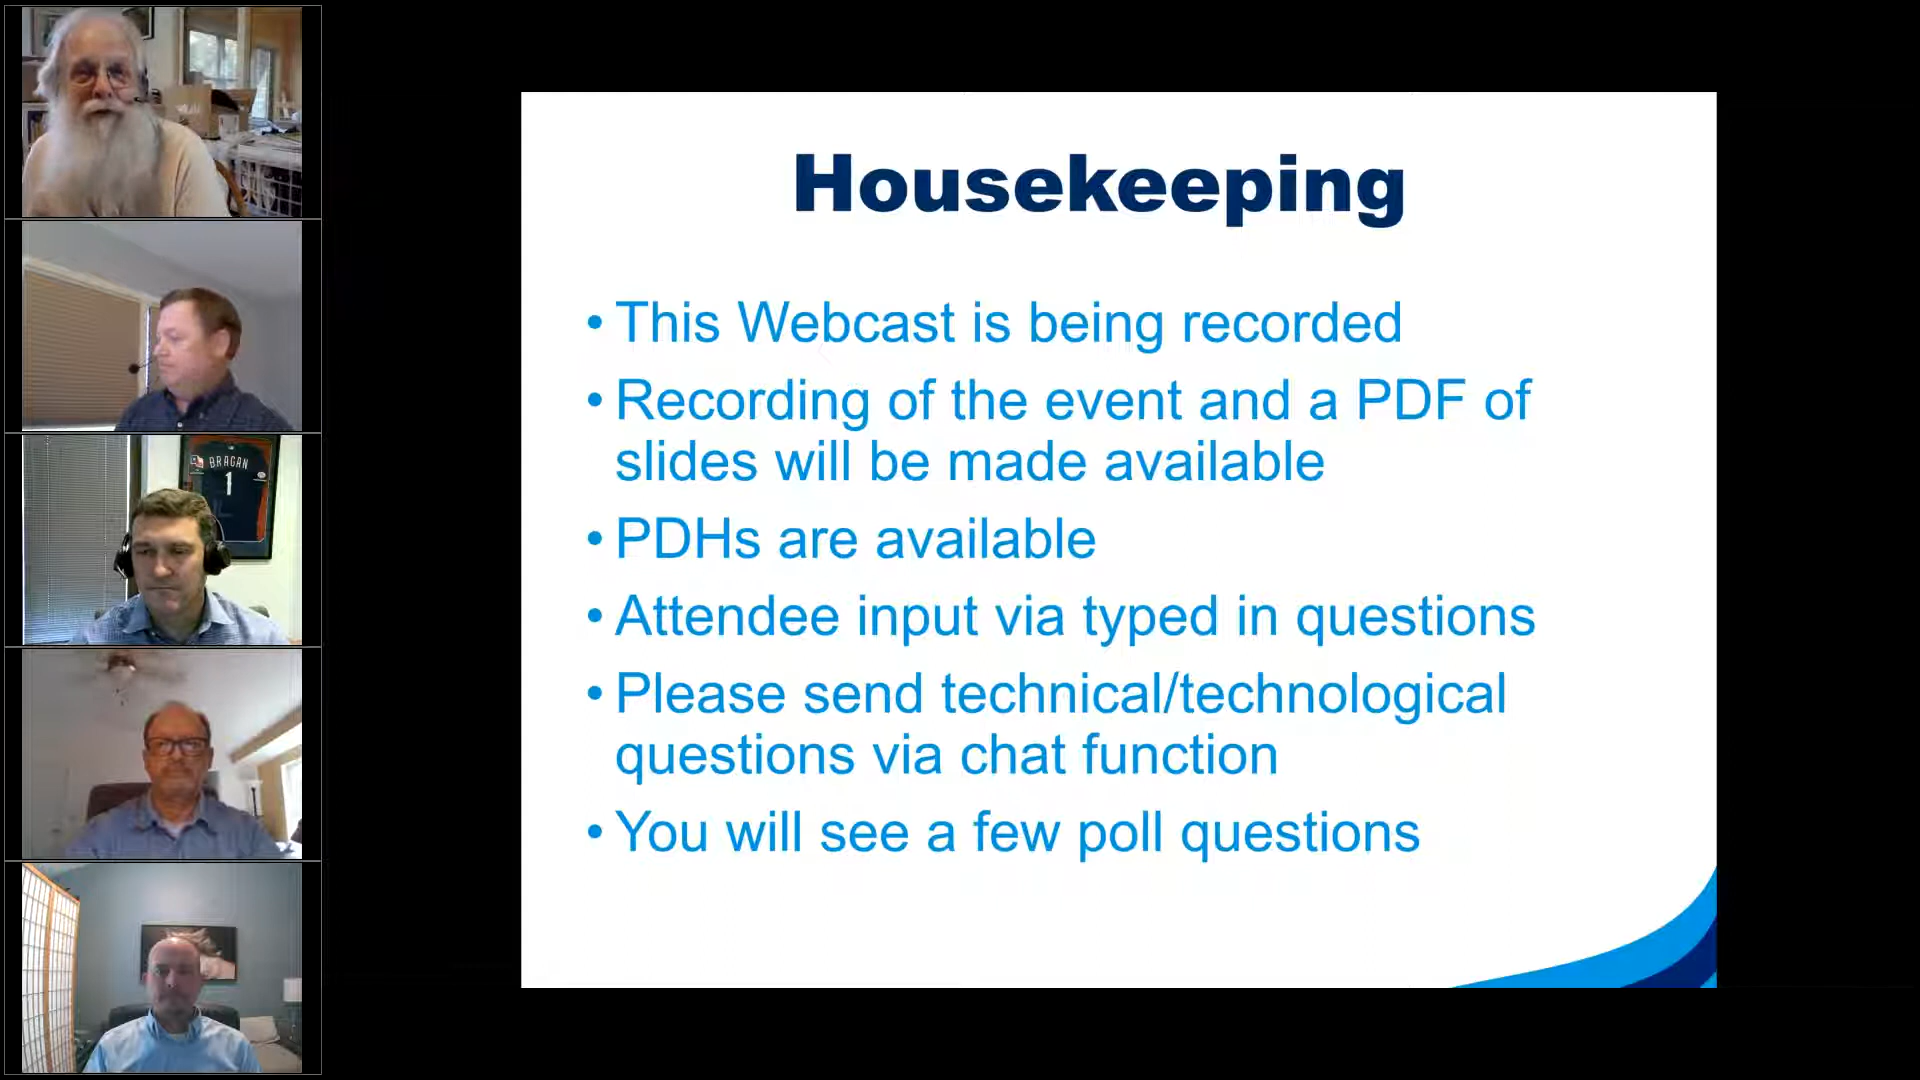 BRAGAN
1
Housekeeping
• This Webcast is being recorded
• Recording of the event and a PDF of
slides will be made available
• PDHs are available
• Attendee input via typed in questions
• Please send technical/technological
questions via chat function
• You will see a few poll questions